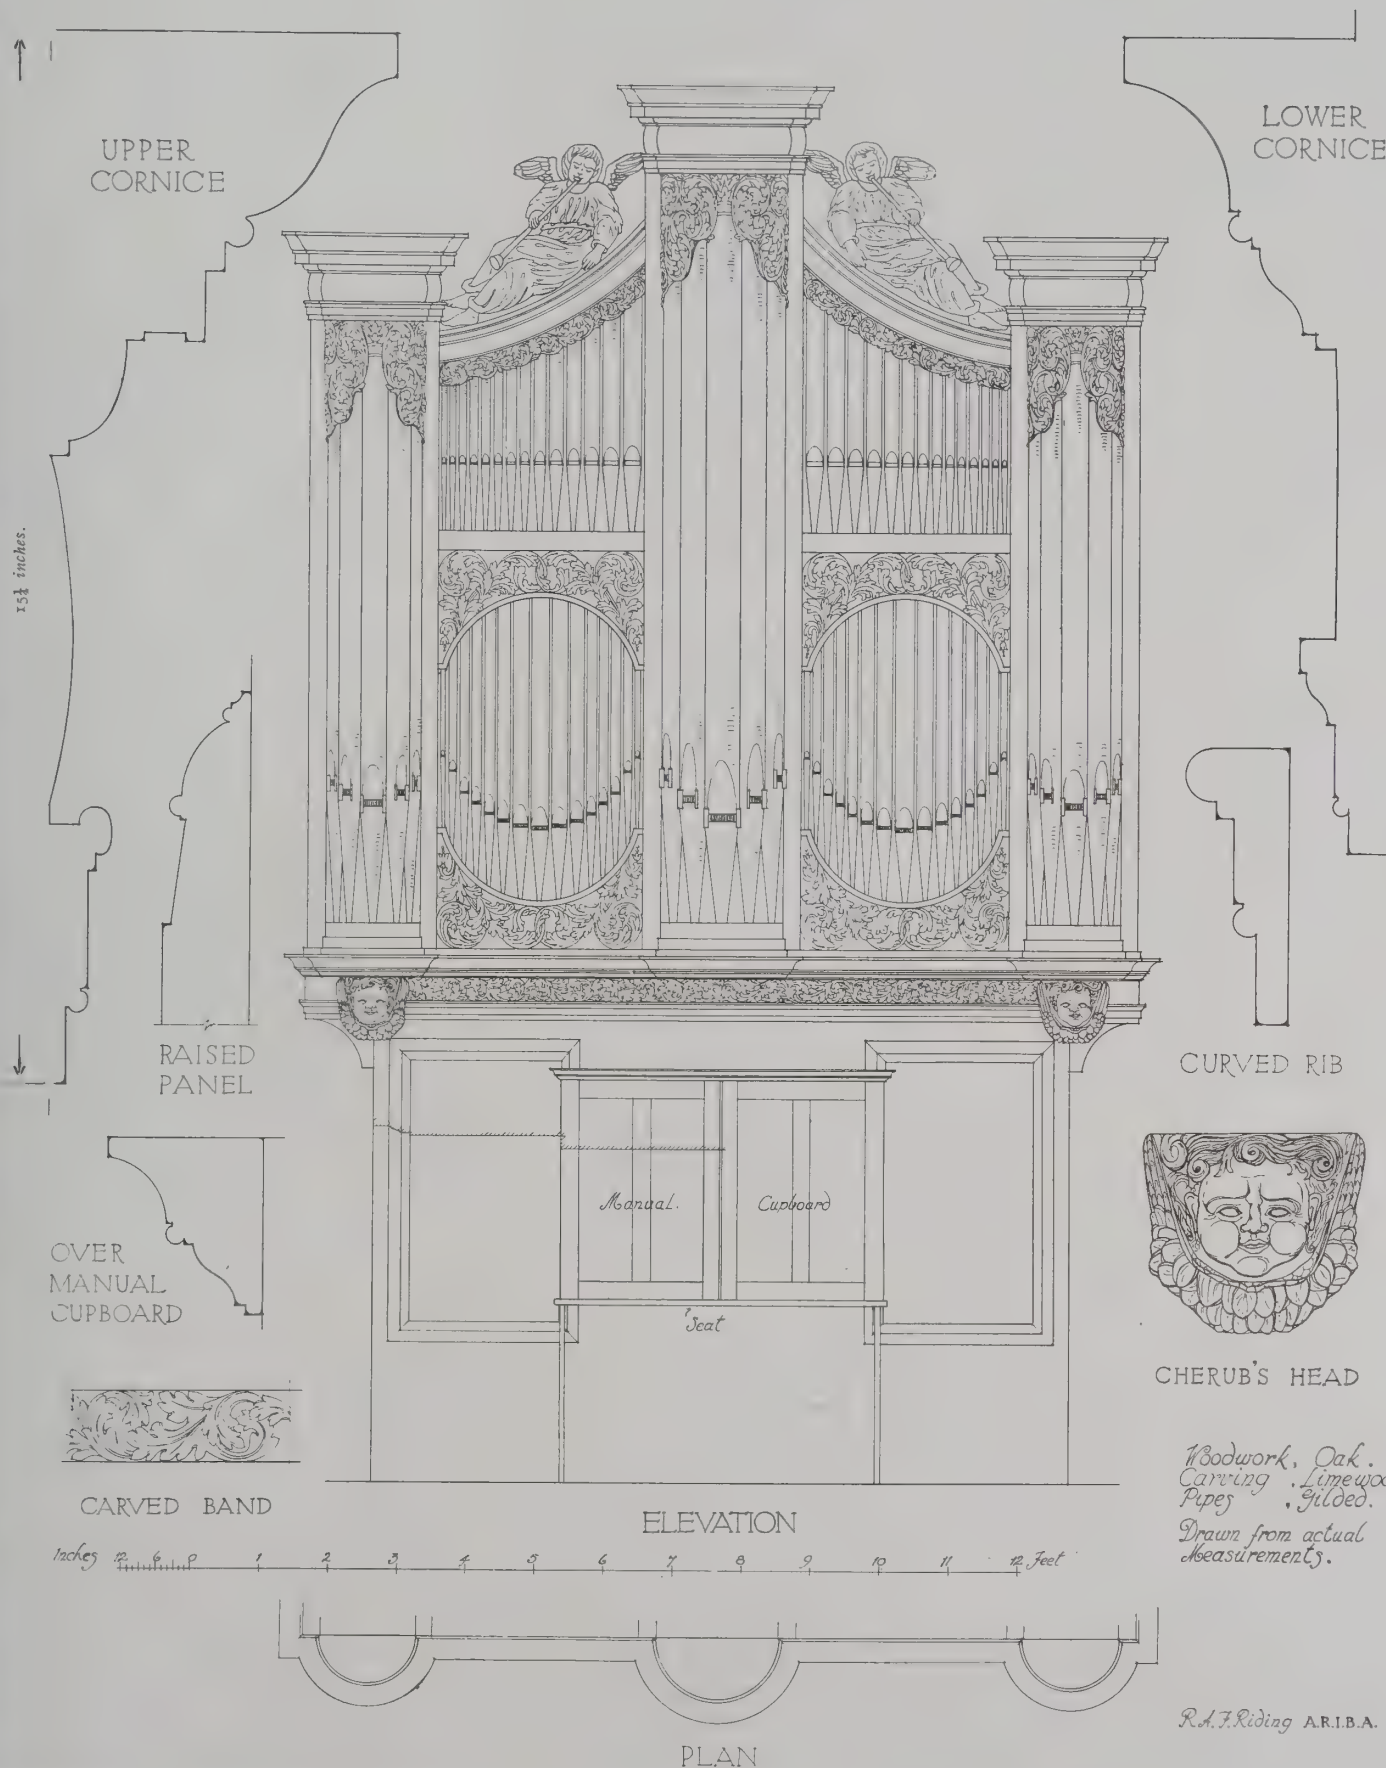 UPPER
CORNICE
LOWER
CORNICE
15¼ inches.
RAISED
PANEL
CURVED RIB
OVER
MANUAL
CUPBOARD
Manual.
Cupboard
Seat
CHERUB'S HEAD
CARVED BAND
ELEVATION
Woodwork. Oak.
Carving . Limewoo
Pipes . Gilded.
Drawn from actual
Measurements.
Inches 12 6 0 1 2 3 4 5 6 7 8 9 10 11 12 Feet
R.A.F. Riding A.R.I.B.A.
PLAN